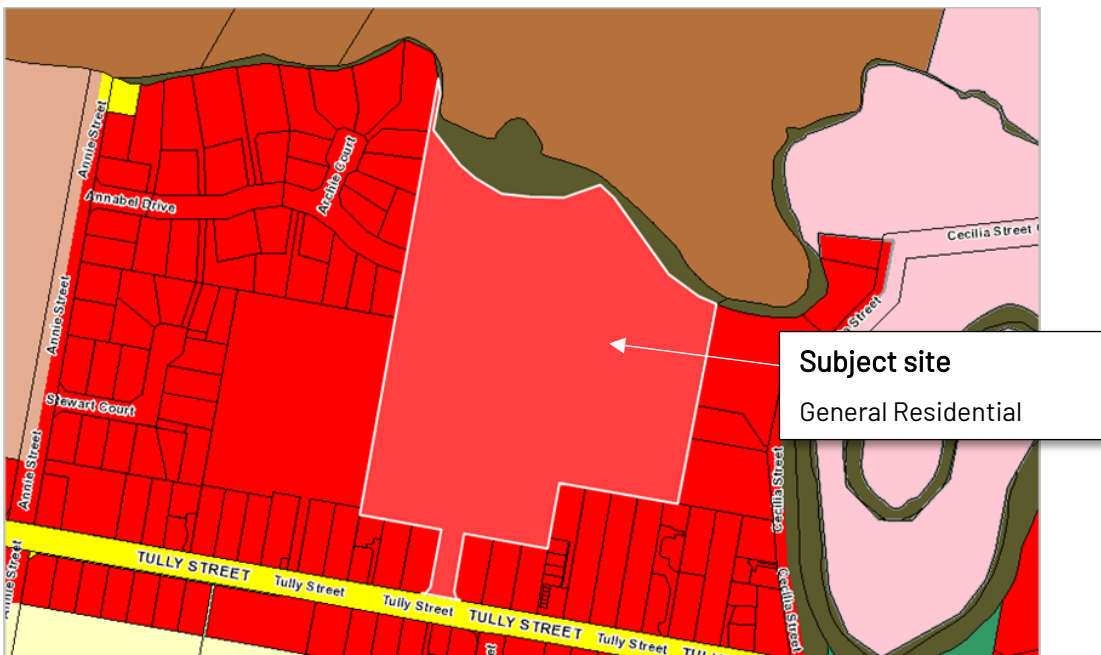 Annie Street
Annabel Drive
Archie Court
Cecilia Street
Annie Street
Street
Subject site
General Residential
Stewart Court
Annie Street
Cecilia Street
TULLY STREET
Tully Street
Tully Street
TULLY STREET
Tully Street
Annie Street
Cecilia Street